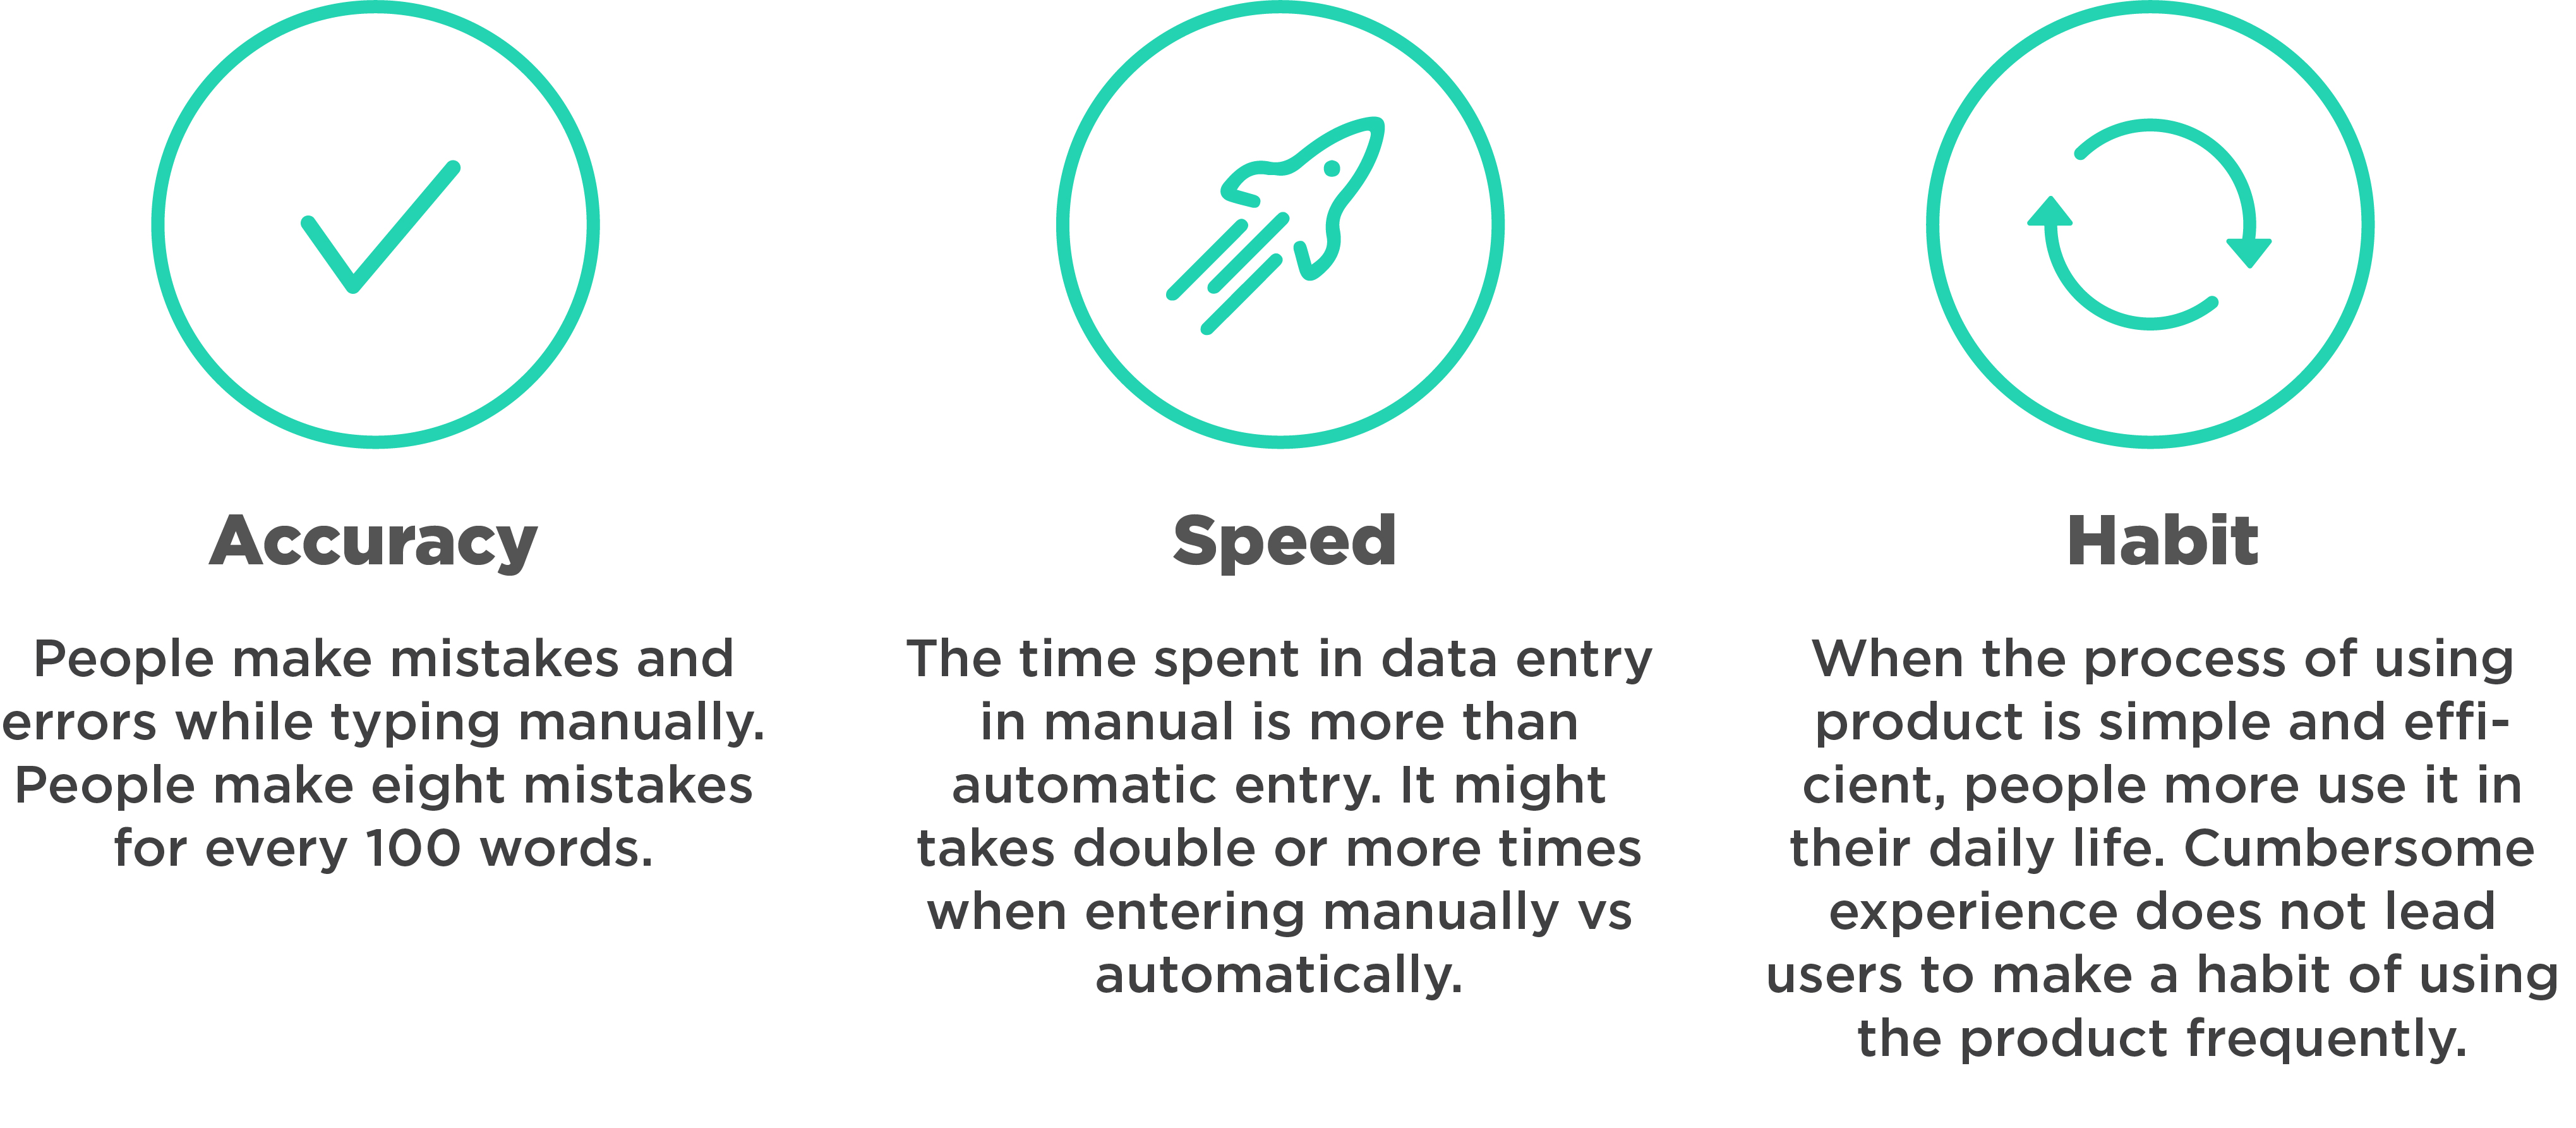 Accuracy
People make mistakes and
errors while typing manually.
People make eight mistakes
for every 100 words.
Speed
The time spent in data entry
in manual is more than
automatic entry. It might
takes double or more times
when entering manually vs
automatically.
Habit
When the process of using
product is simple and effi-
cient, people more use it in
their daily life. Cumbersome
experience does not lead
users to make a habit of using
the product frequently.